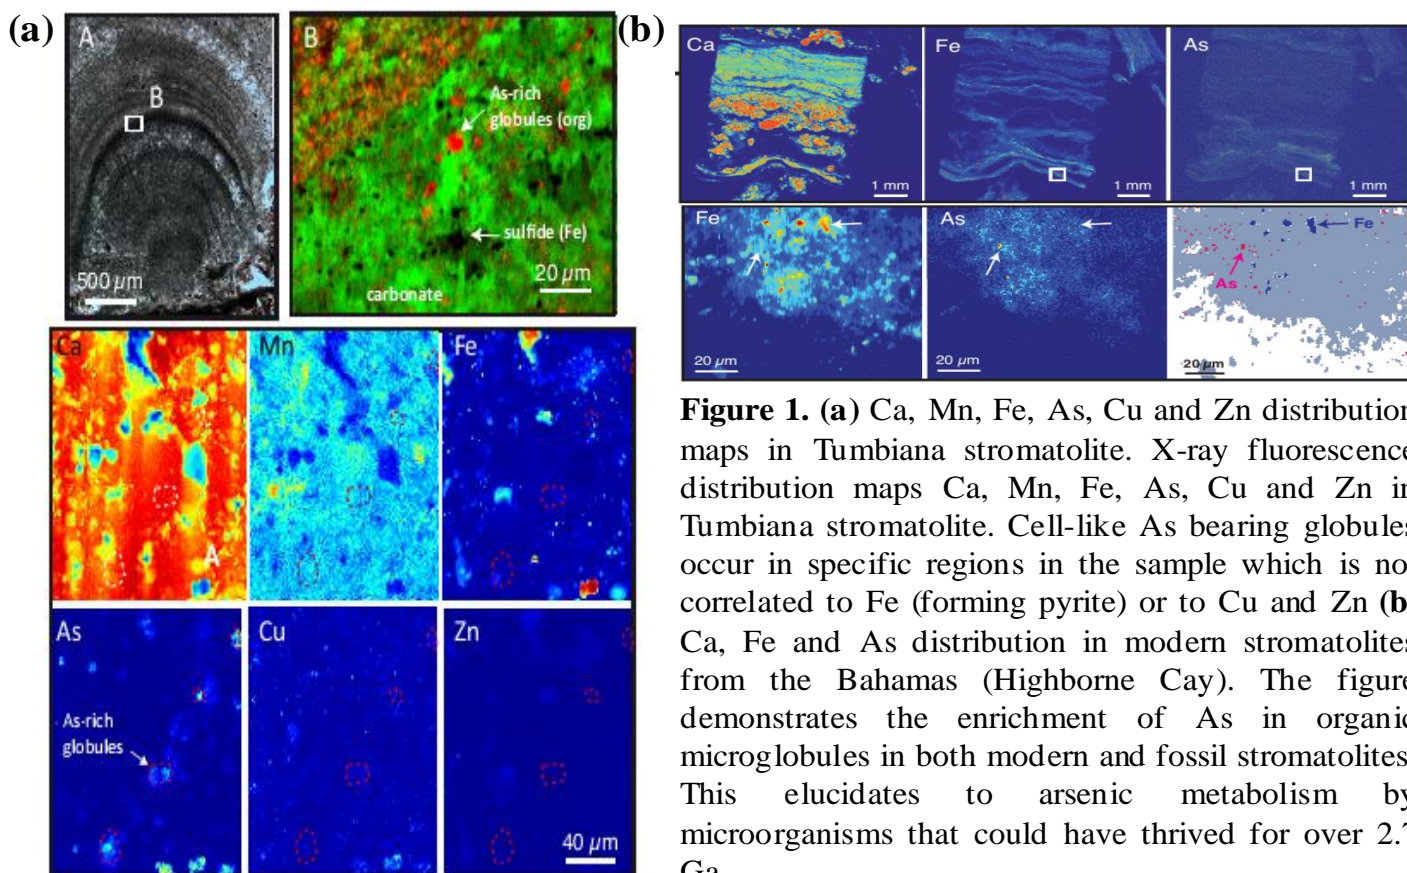 (a)
A
B
500 µm
B
As-rich
globules (org)
sulfide (Fe)
carbonate
20 µm
Ca
Mn
Fe
A
As
As-rich
globules
Cu
Zn
40 µm
(b)
Ca
1 mm
Fe
1 mm
As
1 mm
Fe
20 µm
As
20 µm
Fe
As
20 µm
Figure 1. (a) Ca, Mn, Fe, As, Cu and Zn distribution
maps in Tumbiana stromatolite. X-ray fluorescence
distribution maps Ca, Mn, Fe, As, Cu and Zn in
Tumbiana stromatolite. Cell-like As bearing globules
occur in specific regions in the sample which is no
correlated to Fe (forming pyrite) or to Cu and Zn (b
Ca, Fe and As distribution in modern stromatolites
from the Bahamas (Highborne Cay). The figure
demonstrates the enrichment of As in organic
microglobules in both modern and fossil stromatolites
This elucidates to arsenic metabolism by
microorganisms that could have thrived for over 2.7